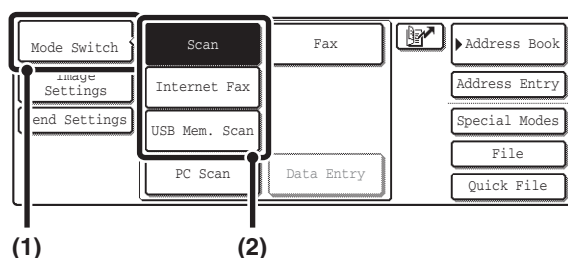 Mode Switch
Scan
Fax
Address Book
Image
Settings
Internet Fax
Address Entry
end Settings
USB Mem. Scan
Special Modes
File
PC Scan
Data Entry
Quick File
(1)
(2)